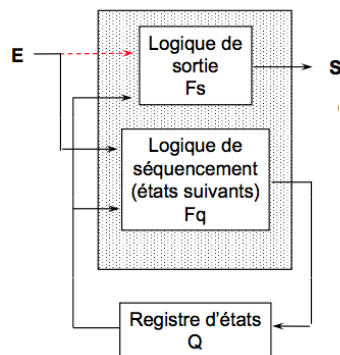 Logique de
sortie
Fs
E
S
Logique de
séquencement
(états suivants)
Fq
Registre d'états
Q